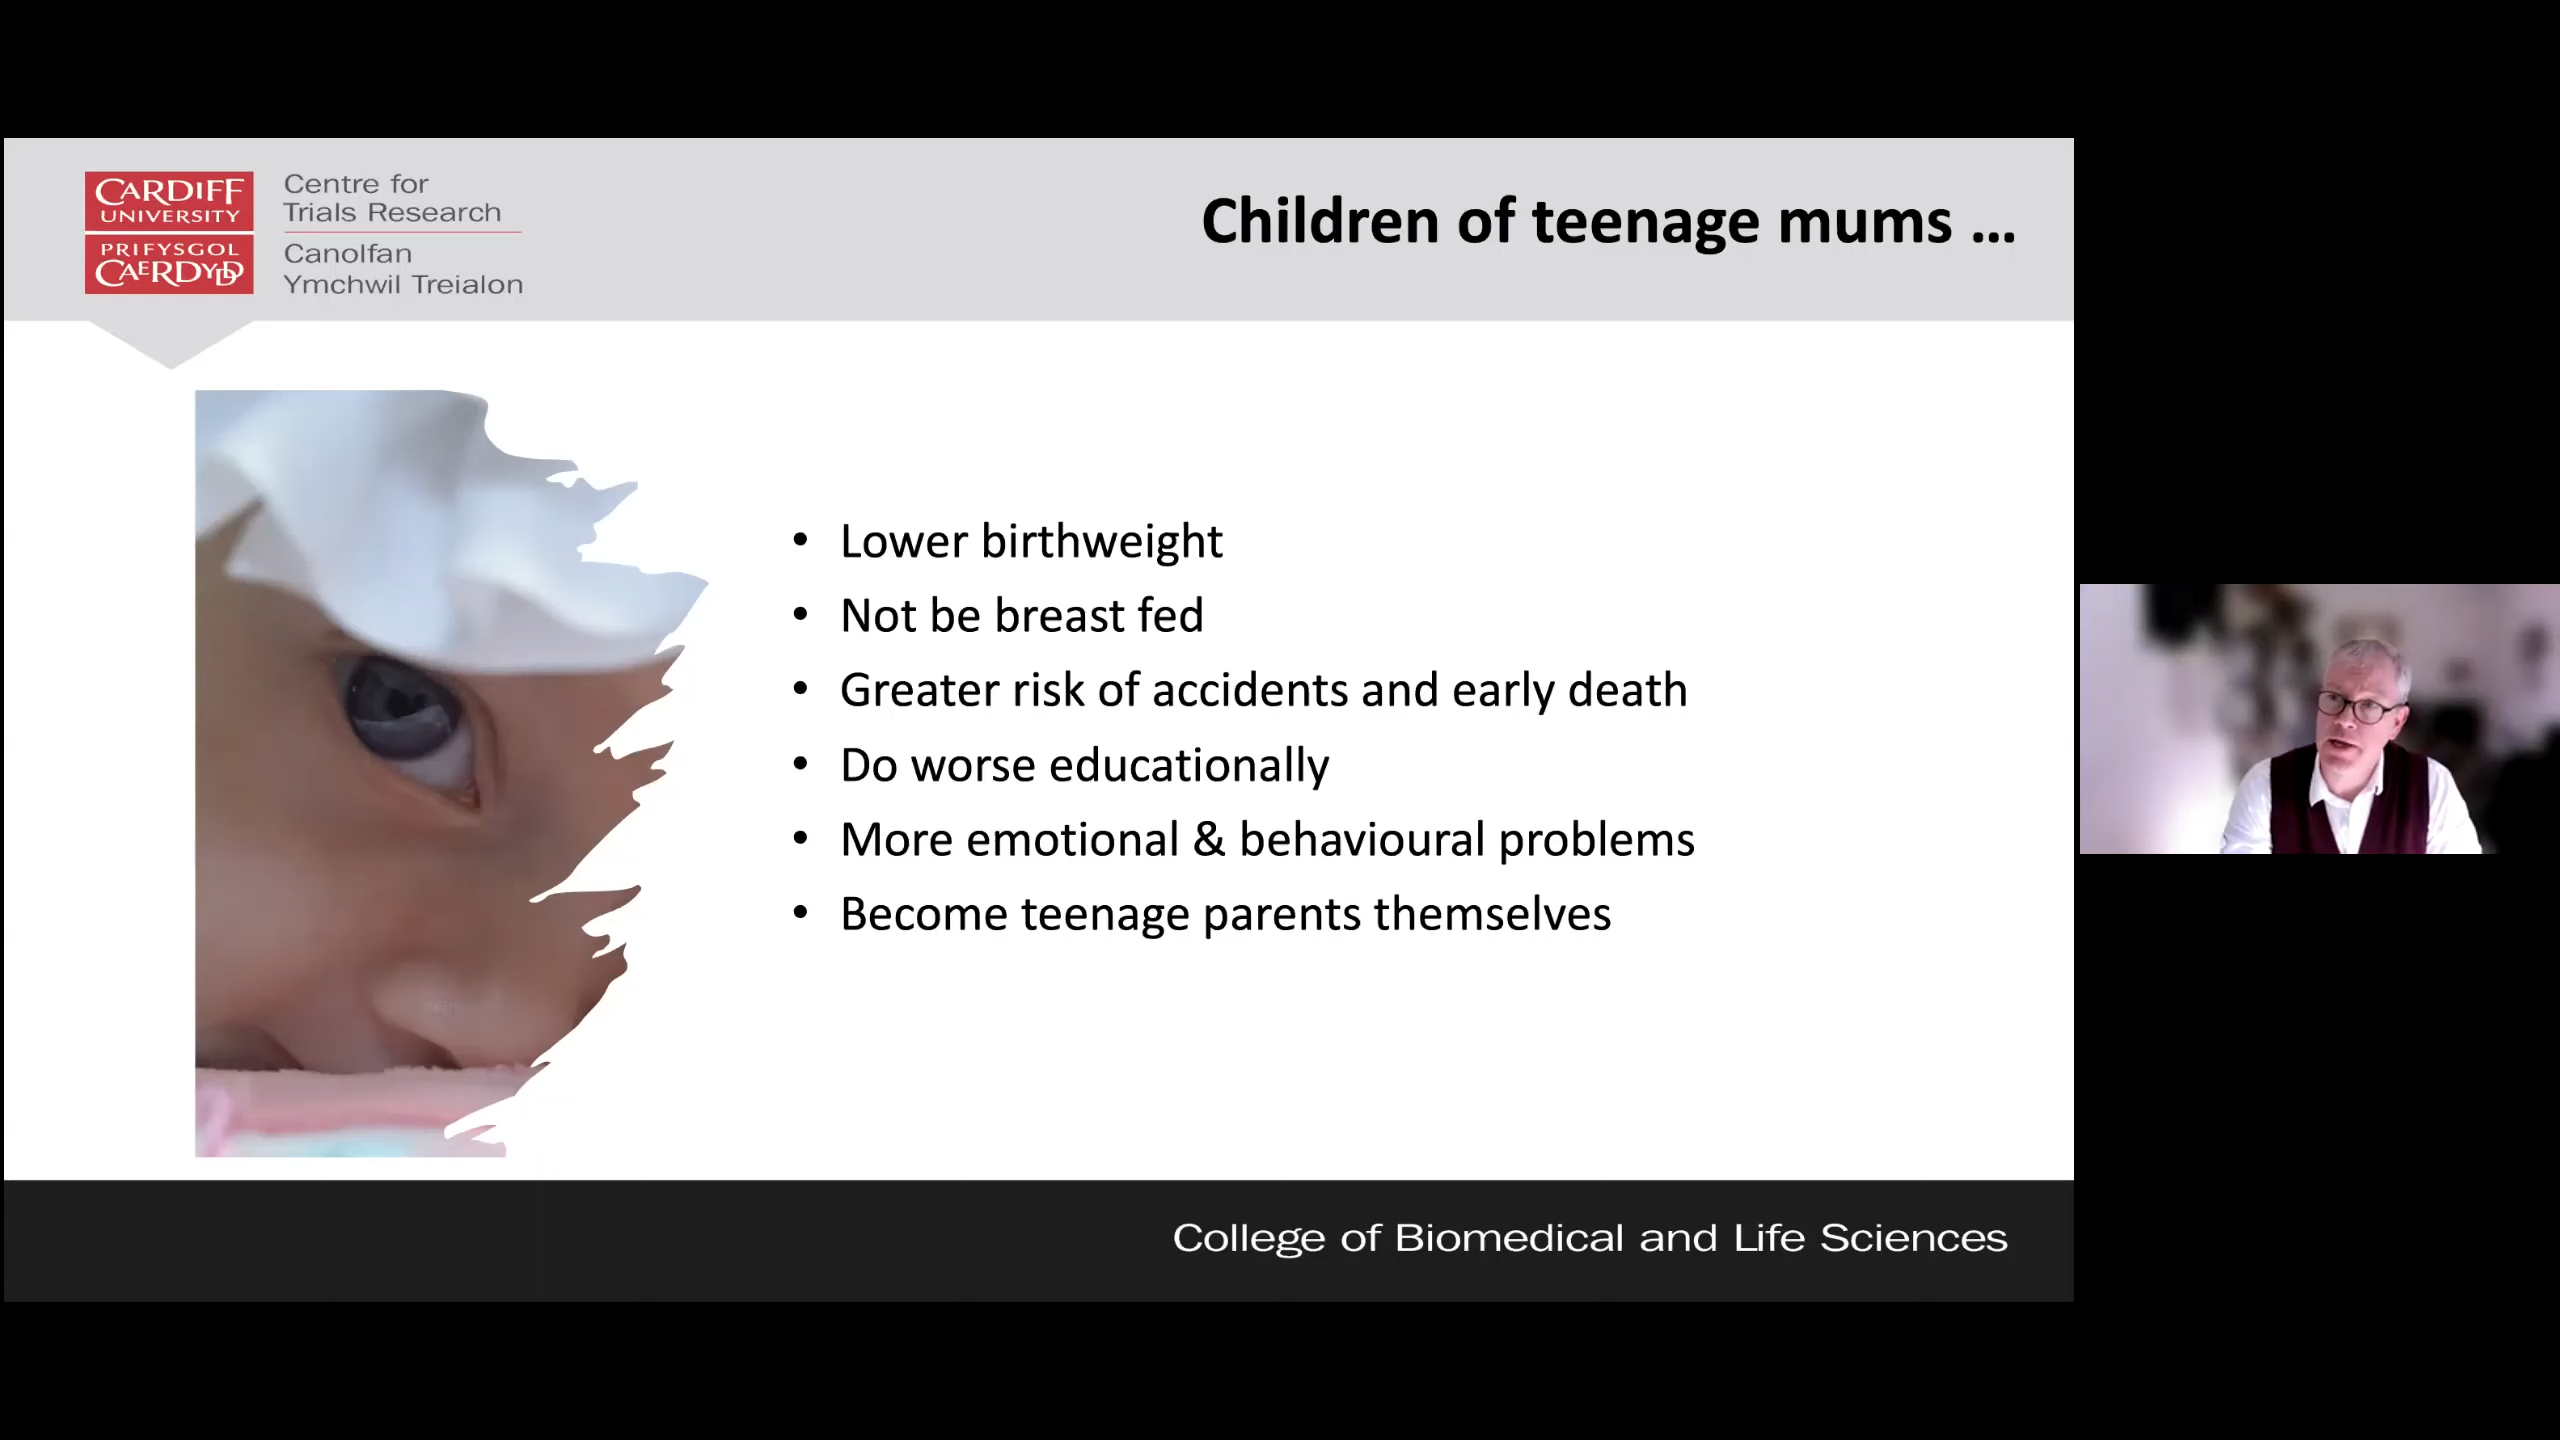 CARDIFF
UNIVERSITY
PRIFYSGOL
CAERDYDD
Centre for
Trials Research
Canolfan
Ymchwil Treialon
Children of teenage mums ...
• Lower birthweight
• Not be breast fed
• Greater risk of accidents and early death
• Do worse educationally
• More emotional & behavioural problems
• Become teenage parents themselves
College of Biomedical and Life Sciences